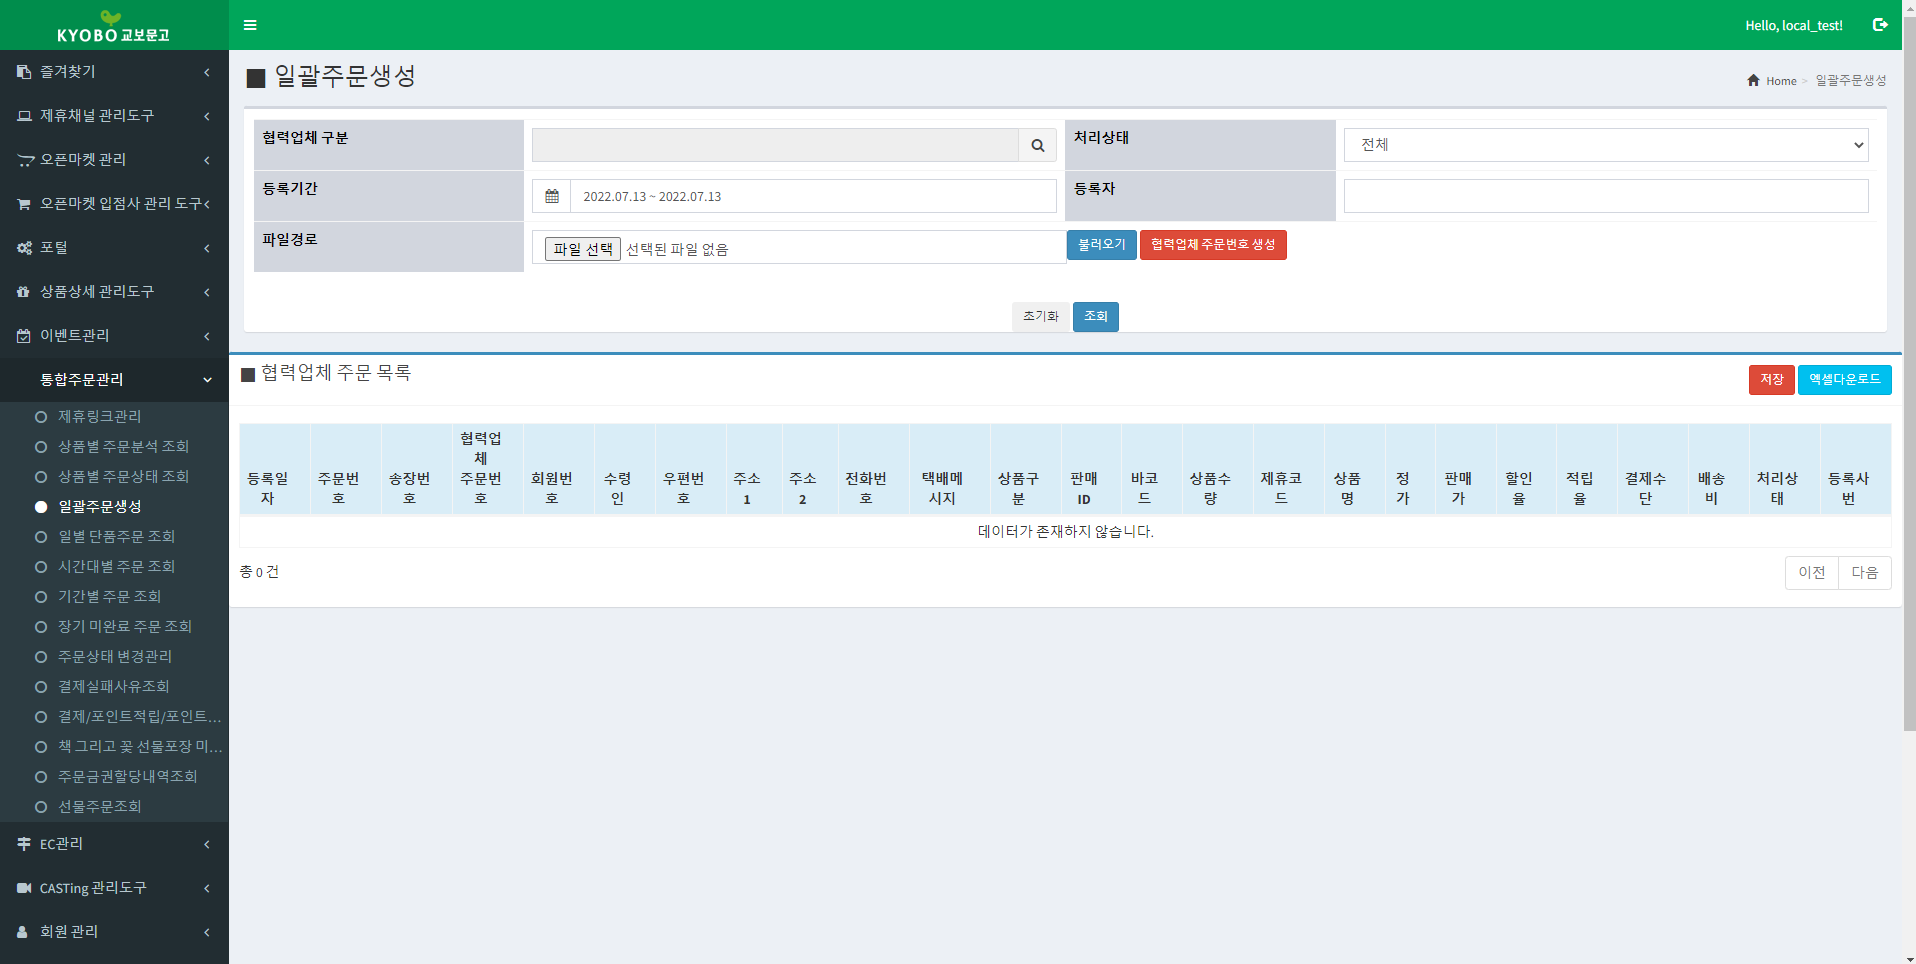 KYOBO 교보문고
Hello, local_test!
즐겨찾기
제휴채널 관리도구
오픈마켓 관리
오픈마켓 입점사 관리 도구
포털
상품상세 관리도구
이벤트관리
통합주문관리
제휴링크관리
상품별 주문분석 조회
상품별 주문상태 조회
일괄주문생성
일별 단품주문 조회
시간대별 주문 조회
기간별 주문 조회
장기 미완료 주문 조회
주문상태 변경관리
결제실패사유조회
결제/포인트적립/포인트...
책 그리고 꽃 선물포장 미...
주문금권할당내역조회
선물주문조회
EC관리
CASTing 관리도구
회원 관리
■ 일괄주문생성
Home > 일괄주문생성
협력업체 구분
처리상태
전체
등록기간
2022.07.13 ~ 2022.07.13
등록자
파일경로
파일 선택 선택된 파일 없음
불러오기
협력업체 주문번호 생성
초기화
조회
■ 협력업체 주문 목록
저장
엑셀다운로드
등록일
자
주문번
호
송장번
호
협력업
체
주문번
호
회원번
호
수령
인
우편번
호
주소
1
주소
2
전화번
호
택배메
시지
상품구
분
판매
ID
바코
드
상품수
량
제휴코
드
상품
명
정
가
판매
가
할인
율
적립
율
결제수
단
배송
비
처리상
태
등록사
번
데이터가 존재하지 않습니다.
총 0 건
이전
다음